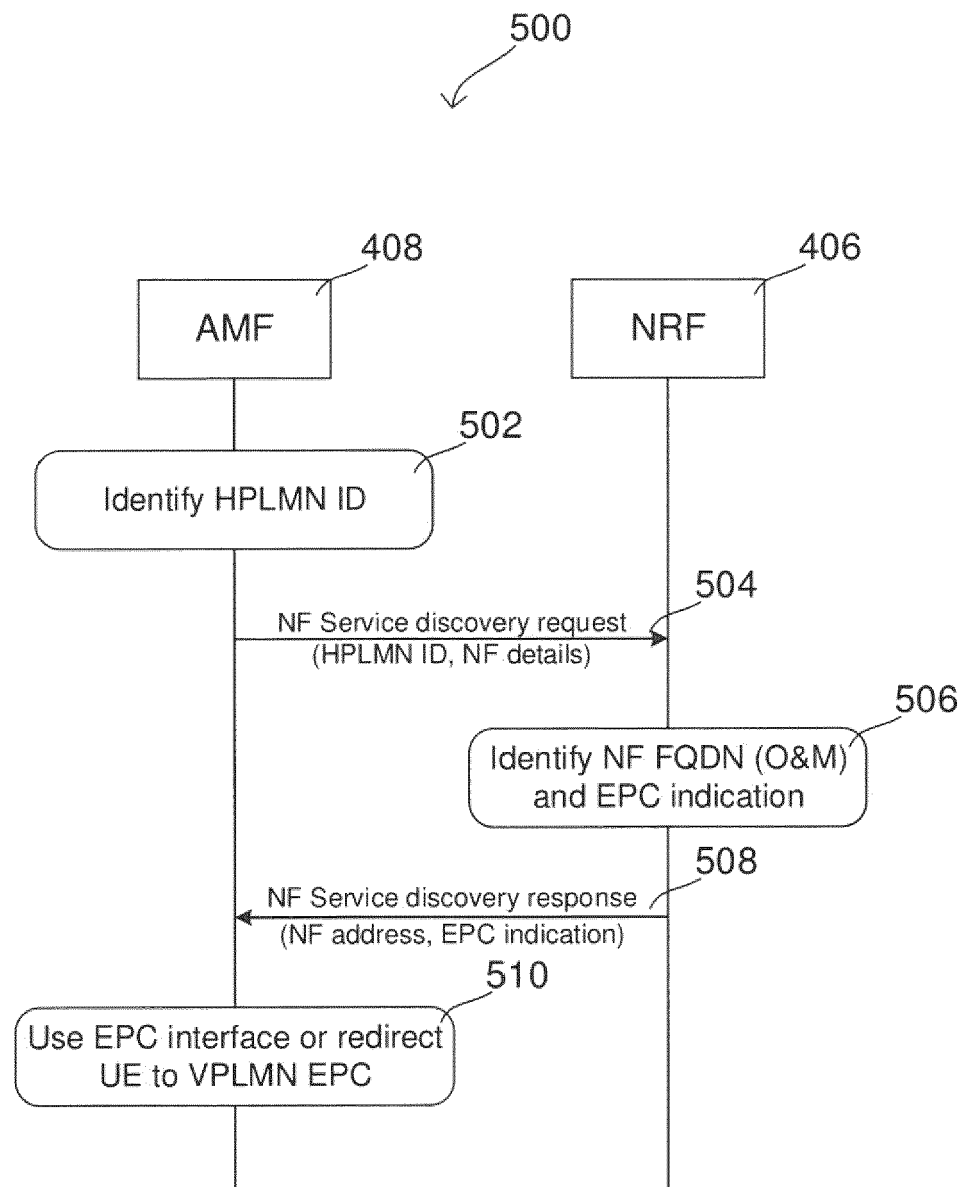 500
408
406
AMF
NRF
502
Identify HPLMN ID
504
NF Service discovery request
(HPLMN ID, NF details)
506
Identify NF FQDN (O&M)
and EPC indication
508
NF Service discovery response
(NF address, EPC indication)
510
Use EPC interface or redirect
UE to VPLMN EPC